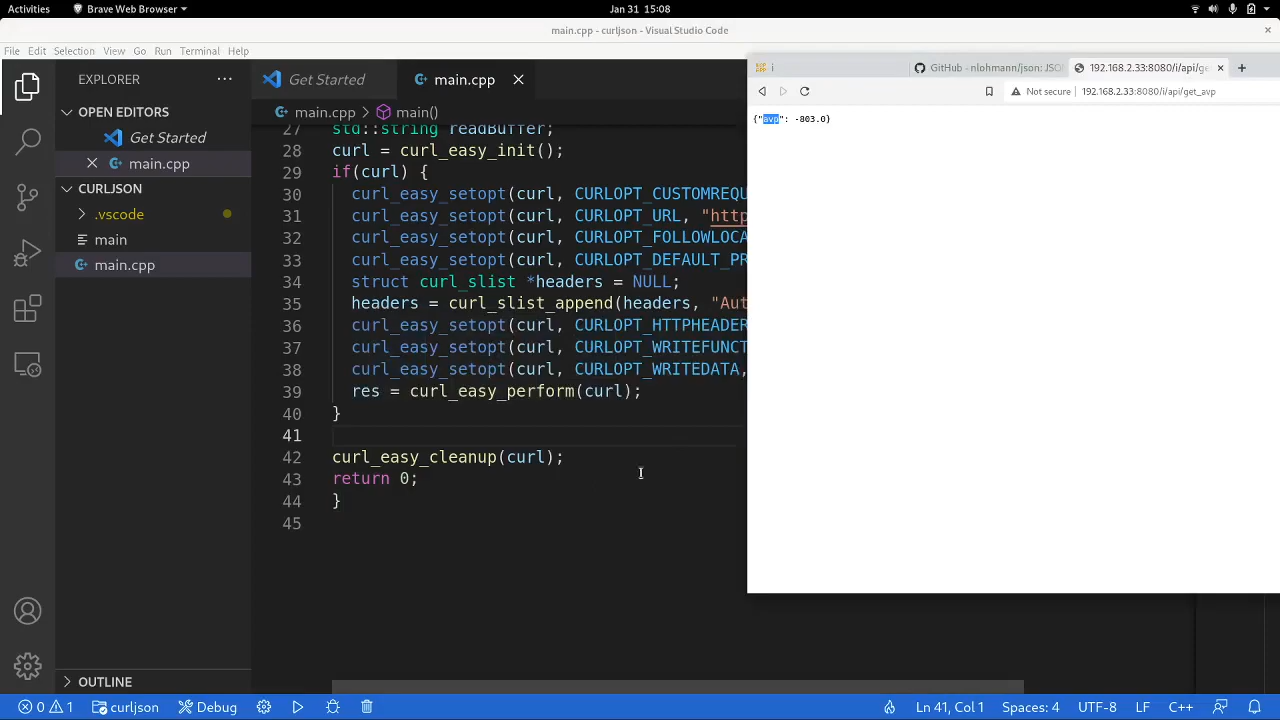 Activities
Brave Web Browser
Jan 31 15:08
main.cpp - curljson - Visual Studio Code
File Edit Selection View Go Run Terminal Help
EXPLORER
OPEN EDITORS
Get Started
main.cpp
CURLJSON
.vscode
main
main.cpp
OUTLINE
Get Started
main.cpp
main.cpp > main()
27 std::string readBuffer;
28 curl = curl_easy_init();
29 if(curl) {
30 curl_easy_setopt(curl, CURLOPT_CUSTOMREQU
31 curl_easy_setopt(curl, CURLOPT_URL, "http
32 curl_easy_setopt(curl, CURLOPT_FOLLOWLOCA
33 curl_easy_setopt(curl, CURLOPT_DEFAULT_PR
34 struct curl_slist *headers = NULL;
35 headers = curl_slist_append(headers, "Aut
36 curl_easy_setopt(curl, CURLOPT_HTTPHEADER
37 curl_easy_setopt(curl, CURLOPT_WRITEFUNCT
38 curl_easy_setopt(curl, CURLOPT_WRITEDATA,
39 res = curl_easy_perform(curl);
40 }
41
42 curl_easy_cleanup(curl);
43 return 0;
44 }
45
i
GitHub - nlohmann/json: JSO
192.168.2.33:8080/i/api/ge
Not secure 192.168.2.33:8080/i/api/get_avp
{"avp": -803.0}
0 1 curljson Debug
Ln 41, Col 1 Spaces: 4 UTF-8 LF C++